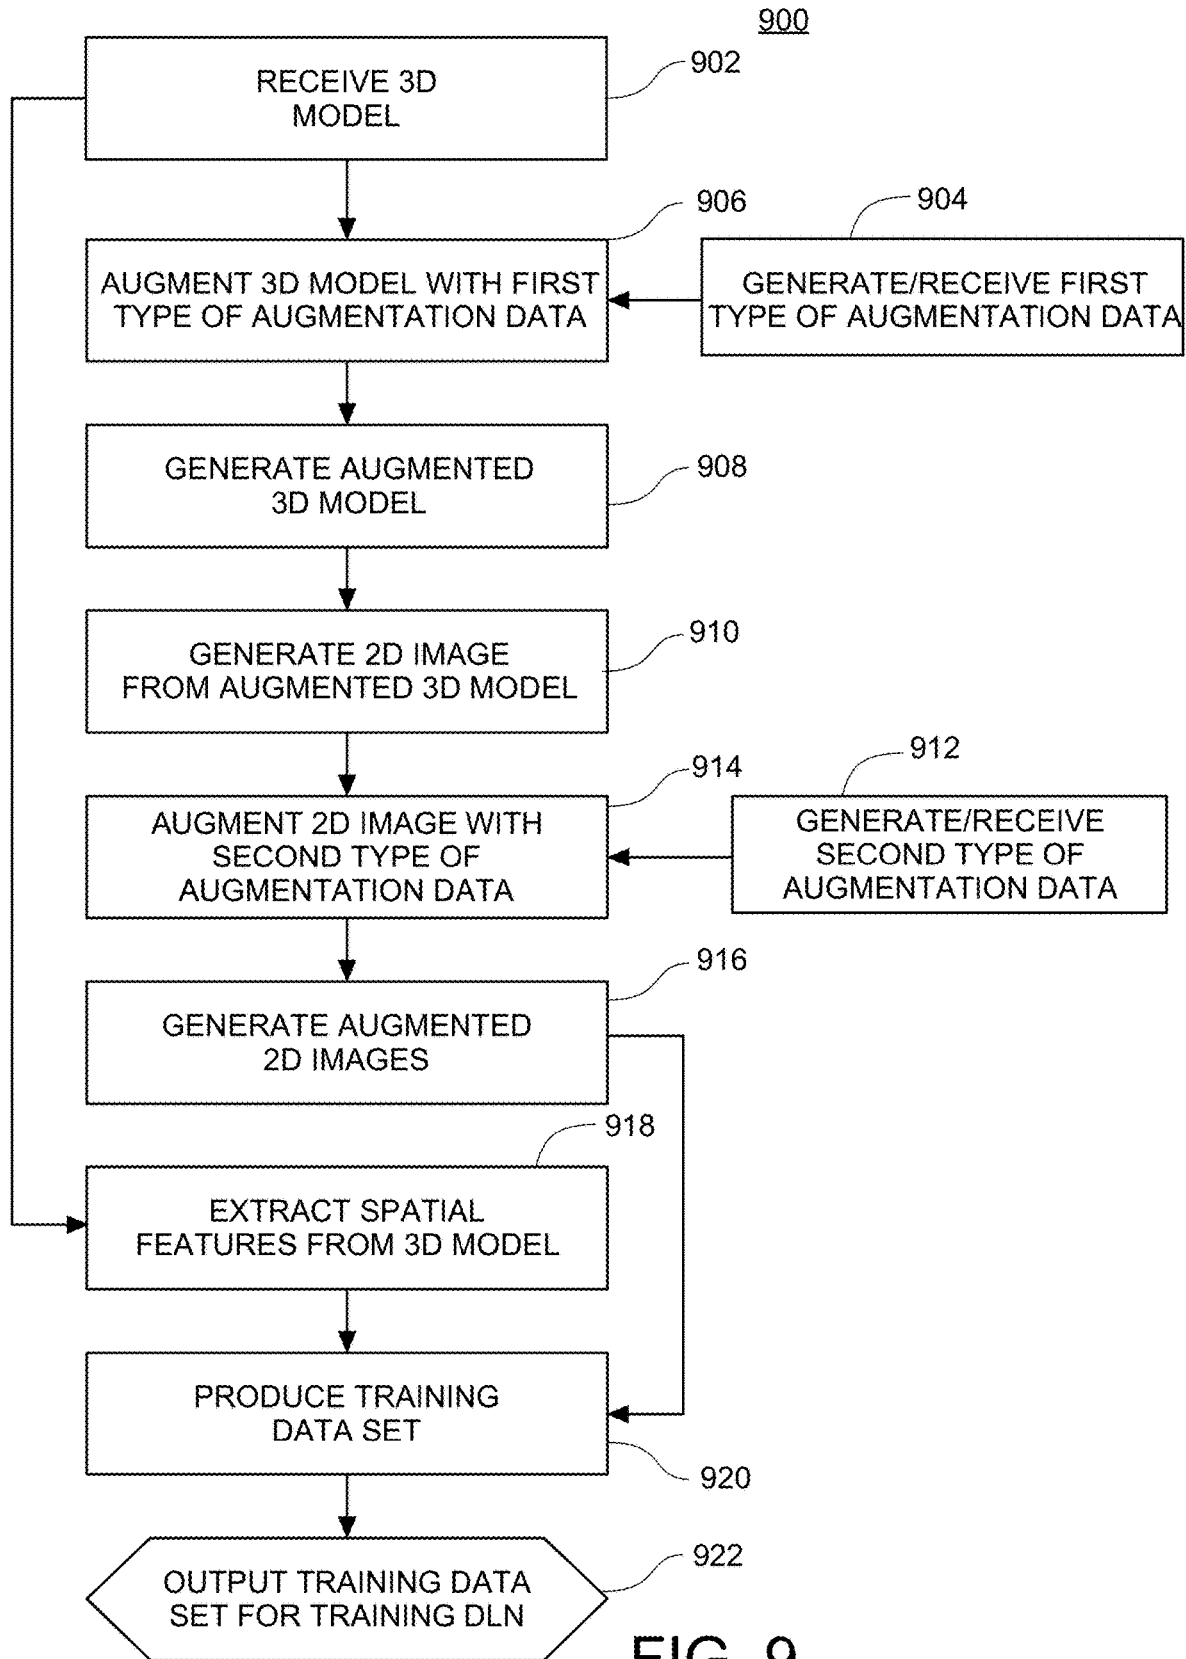 900
RECEIVE 3D
MODEL
902
906
904
AUGMENT 3D MODEL WITH FIRST
TYPE OF AUGMENTATION DATA
GENERATE/RECEIVE FIRST
TYPE OF AUGMENTATION DATA
GENERATE AUGMENTED
3D MODEL
908
GENERATE 2D IMAGE
FROM AUGMENTED 3D MODEL
910
914
912
AUGMENT 2D IMAGE WITH
SECOND TYPE OF
AUGMENTATION DATA
GENERATE/RECEIVE
SECOND TYPE OF
AUGMENTATION DATA
916
GENERATE AUGMENTED
2D IMAGES
918
EXTRACT SPATIAL
FEATURES FROM 3D MODEL
PRODUCE TRAINING
DATA SET
920
922
OUTPUT TRAINING DATA
SET FOR TRAINING DLN
FIG. 9